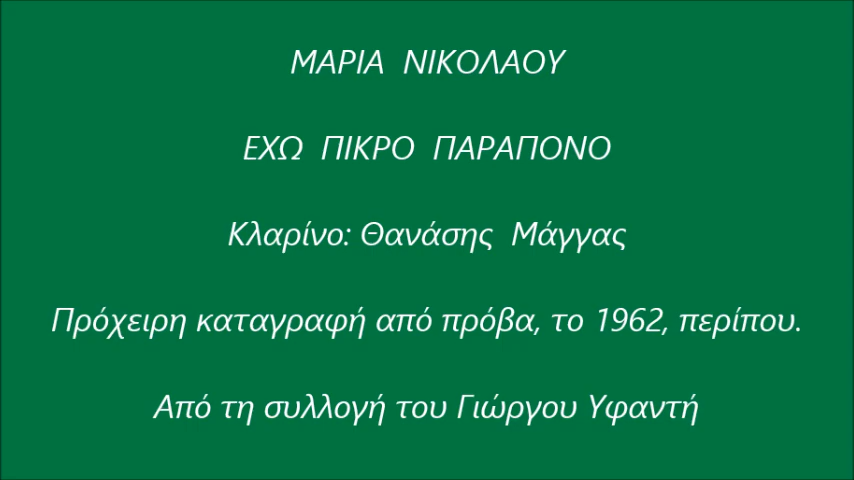 ΜΑΡΙΑ ΝΙΚΟΛΑΟΥ
ΕΧΩ ΠΙΚΡΟ ΠΑΡΑΠΟΝΟ
Κλαρίνο: Θανάσης Μάγγας
Πρόχειρη καταγραφή από πρόβα, το 1962, περίπου.
Από τη συλλογή του Γιώργου Υφαντή